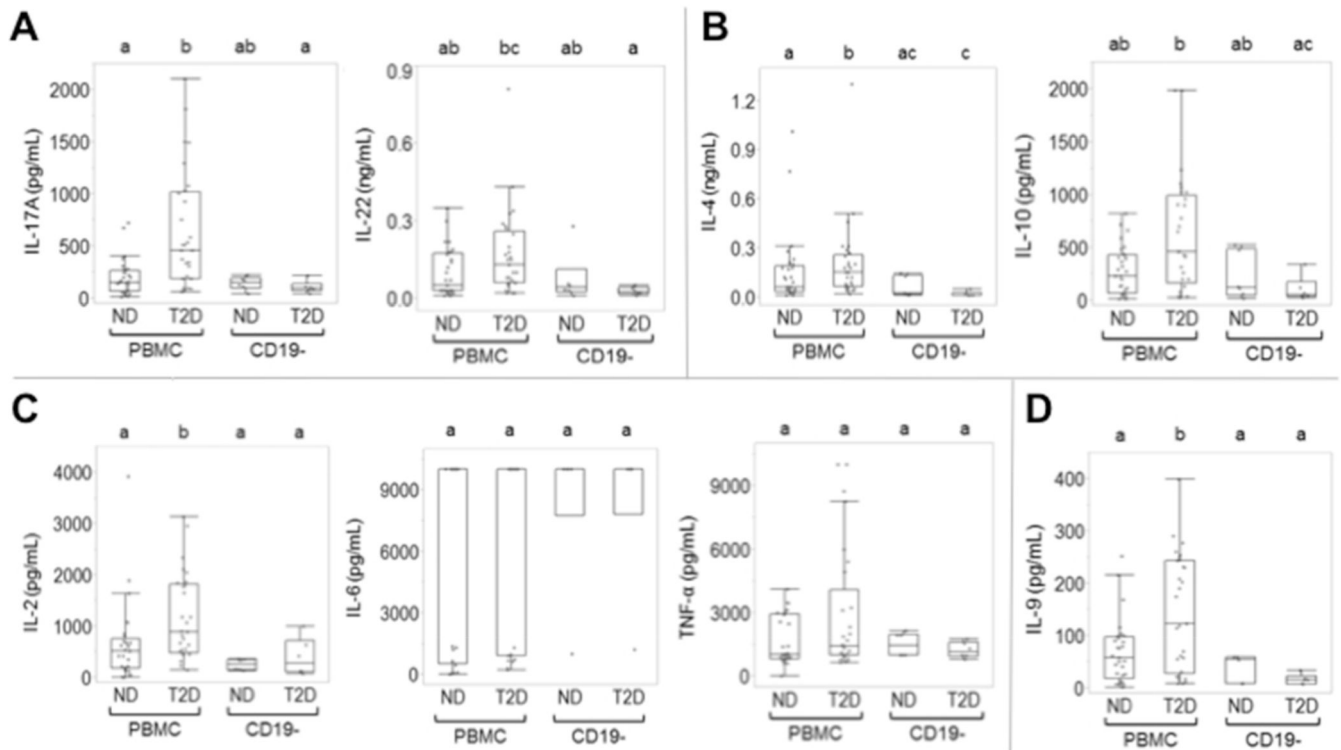 A
a b ab a
IL-17A (pg/mL)
2000
1500
1000
500
0
ND T2D ND T2D
PBMC CD19-
ab bc ab a
IL-22 (ng/mL)
0.9
0.6
0.3
0.0
ND T2D ND T2D
PBMC CD19-
B
a b ac c
IL-4 (ng/mL)
1.2
0.9
0.6
0.3
0.0
ND T2D ND T2D
PBMC CD19-
ab b ab ac
IL-10 (pg/mL)
2000
1500
1000
500
0
ND T2D ND T2D
PBMC CD19-
C
a b a a
IL-2 (pg/mL)
4000
3000
2000
1000
0
ND T2D ND T2D
PBMC CD19-
a a a a
IL-6 (pg/mL)
9000
6000
3000
0
ND T2D ND T2D
PBMC CD19-
a a a a
TNF-α (pg/mL)
9000
6000
3000
0
ND T2D ND T2D
PBMC CD19-
D
a b a a
IL-9 (pg/mL)
400
300
200
100
0
ND T2D ND T2D
PBMC CD19-